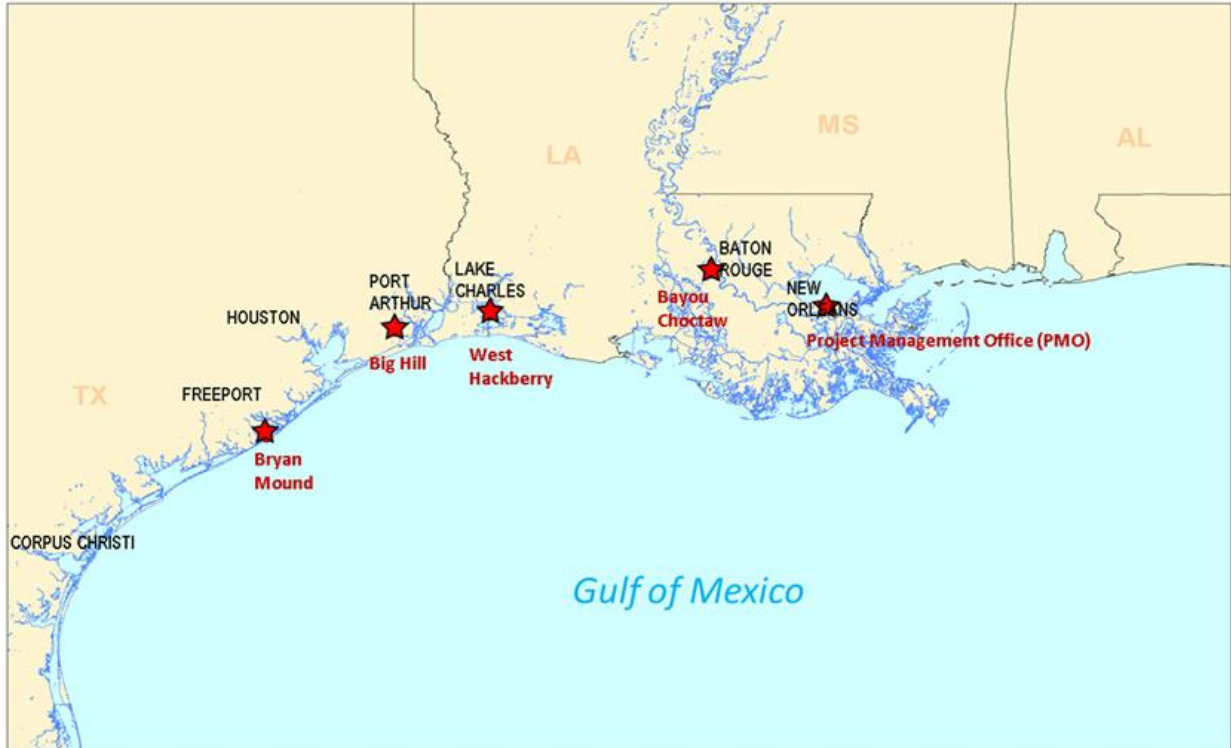 MS
AL
LA
BATON
ROUGE
LAKE
CHARLES
PORT
ARTHUR
NEW
ORLEANS
Bayou
Choctaw
HOUSTON
Project Management Office (PMO)
Big Hill
West
Hackberry
TX
FREEPORT
Bryan
Mound
CORPUS CHRISTI
Gulf of Mexico